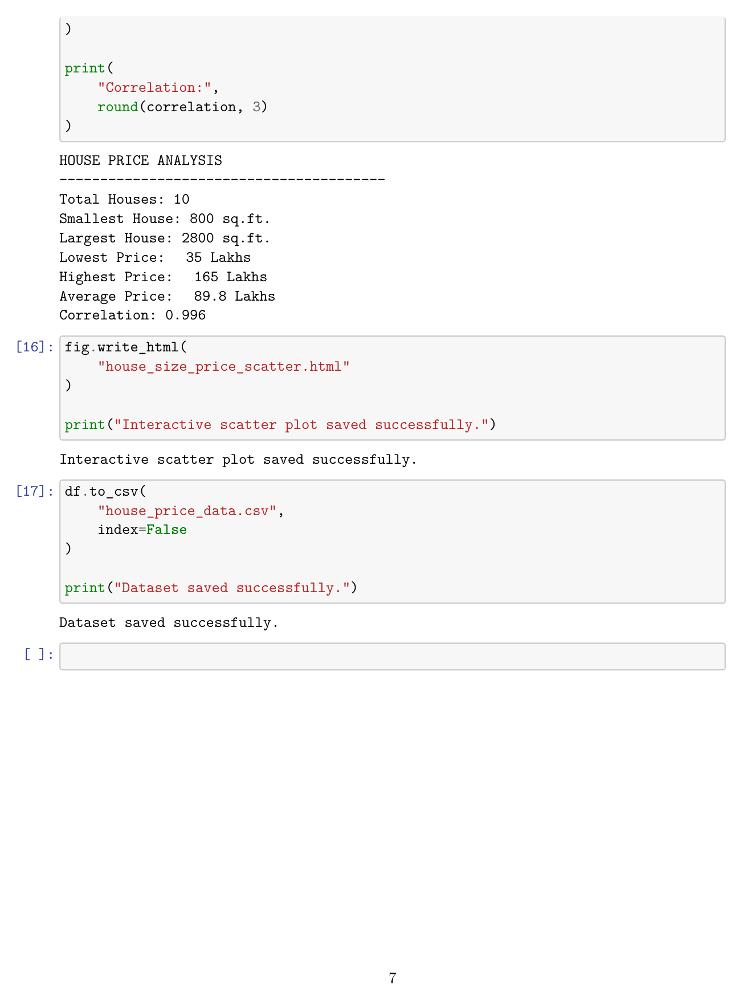 )

print(
    "Correlation:",
    round(correlation, 3)
)
HOUSE PRICE ANALYSIS
----------------------------------------
Total Houses: 10
Smallest House: 800 sq.ft.
Largest House: 2800 sq.ft.
Lowest Price:  35 Lakhs
Highest Price:  165 Lakhs
Average Price:  89.8 Lakhs
Correlation: 0.996
[16]: fig.write_html(
    "house_size_price_scatter.html"
)

print("Interactive scatter plot saved successfully.")
Interactive scatter plot saved successfully.
[17]: df.to_csv(
    "house_price_data.csv",
    index=False
)

print("Dataset saved successfully.")
Dataset saved successfully.
[ ]:
7